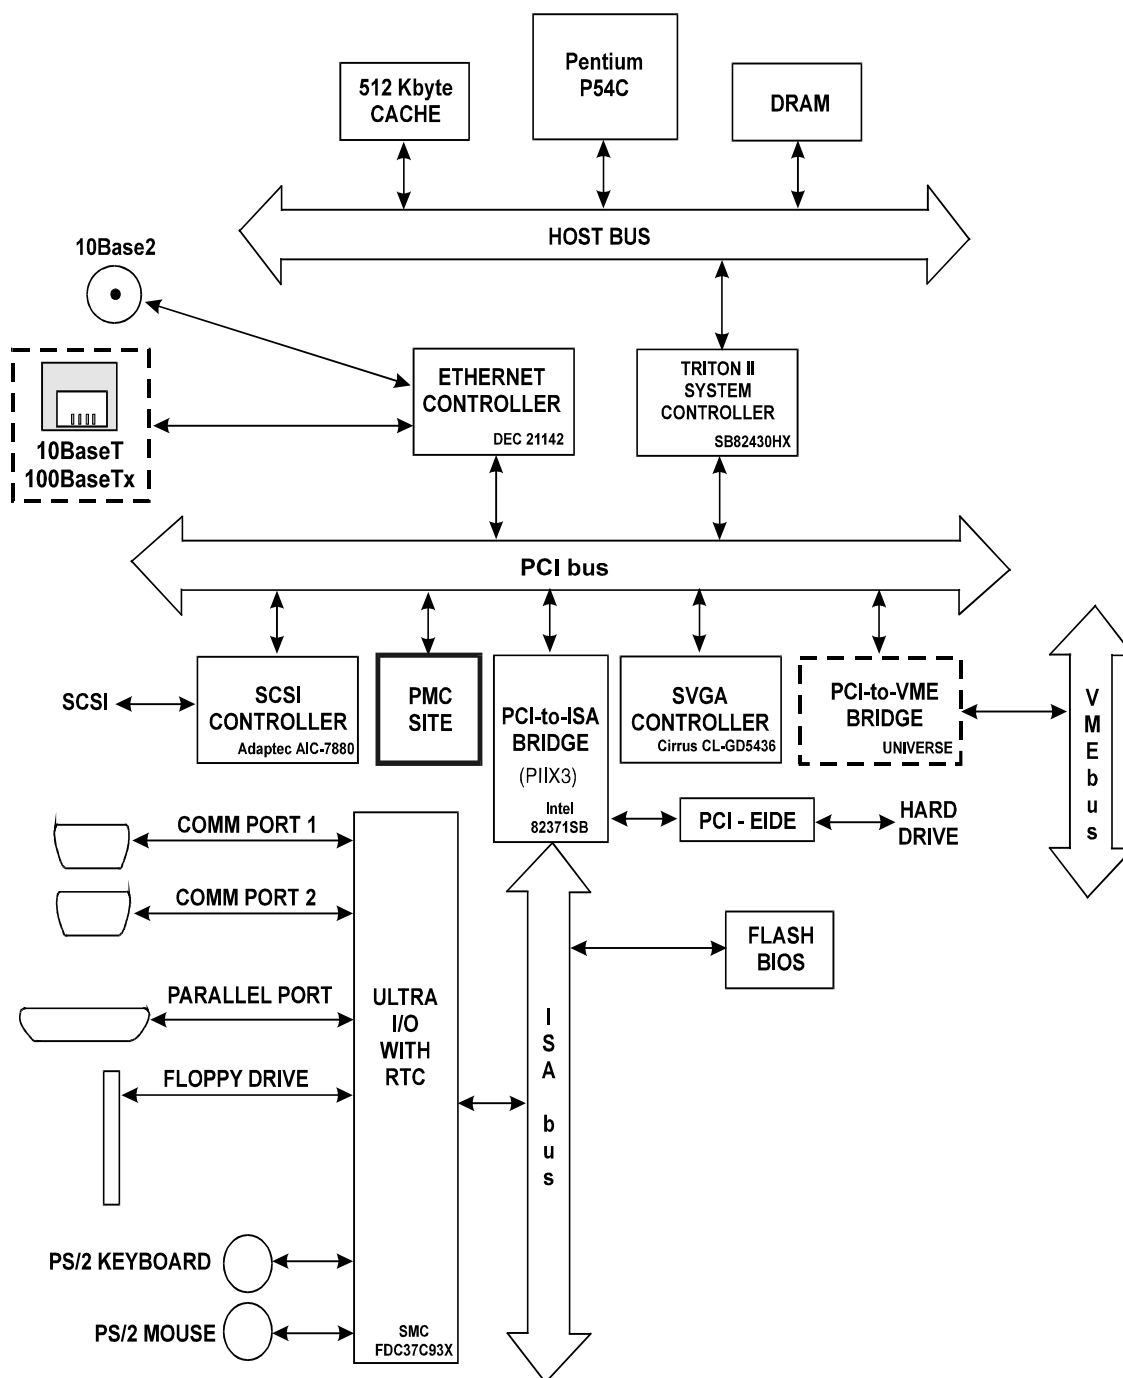 512 Kbyte
CACHE
Pentium
P54C
DRAM
HOST BUS
10Base2
10BaseT
100BaseTx
ETHERNET
CONTROLLER
DEC 21142
TRITON II
SYSTEM
CONTROLLER
SB82430HX
PCI bus
SCSI
SCSI
CONTROLLER
Adaptec AIC-7880
PMC
SITE
PCI-to-ISA
BRIDGE
(PIIX3)
Intel
82371SB
SVGA
CONTROLLER
Cirrus CL-GD5436
PCI-to-VME
BRIDGE
UNIVERSE
VMEbus
PCI - EIDE
HARD
DRIVE
COMM PORT 1
COMM PORT 2
PARALLEL PORT
FLOPPY DRIVE
PS/2 KEYBOARD
PS/2 MOUSE
ULTRA
I/O
WITH
RTC
SMC
FDC37C93X
ISA bus
FLASH
BIOS